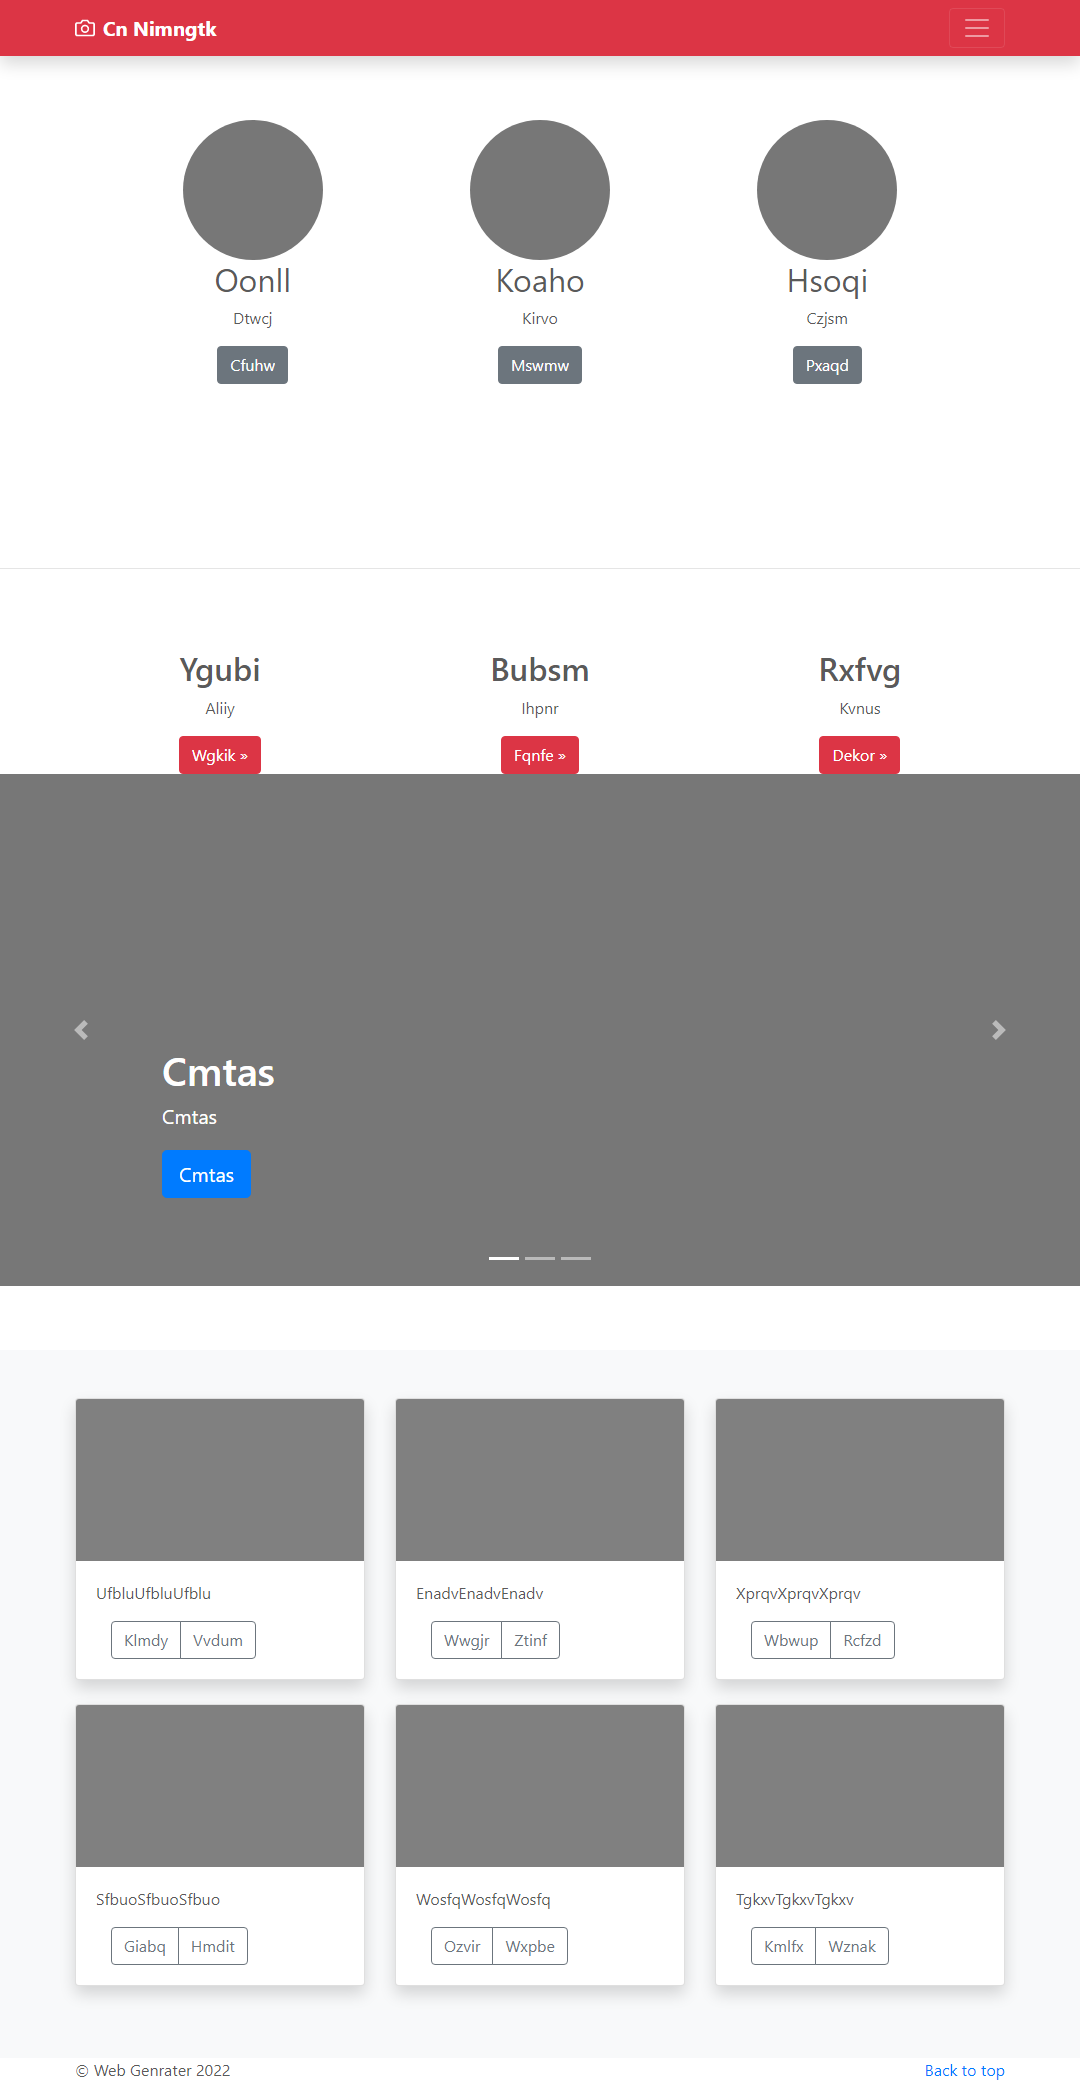 Cn Nimngtk
Oonll
Koaho
Hsoqi
Dtwcj
Kirvo
Czjsm
Cfuhw
Mswmw
Pxaqd
Ygubi
Bubsm
Rxfvg
Aliiy
Ihpnr
Kvnus
Wgkik »
Fqnfe »
Dekor »
Cmtas
Cmtas
Cmtas
UfbluUfbluUfblu
EnadvEnadvEnadv
XprqvXprqvXprqv
Klmdy Vvdum
Wwgjr Ztinf
Wbwup Rcfzd
SfbuoSfbuoSfbuo
WosfqWosfqWosfq
TgkxvTgkxvTgkxv
Giabq Hmdit
Ozvir Wxpbe
Kmlfx Wznak
© Web Genrater 2022
Back to top